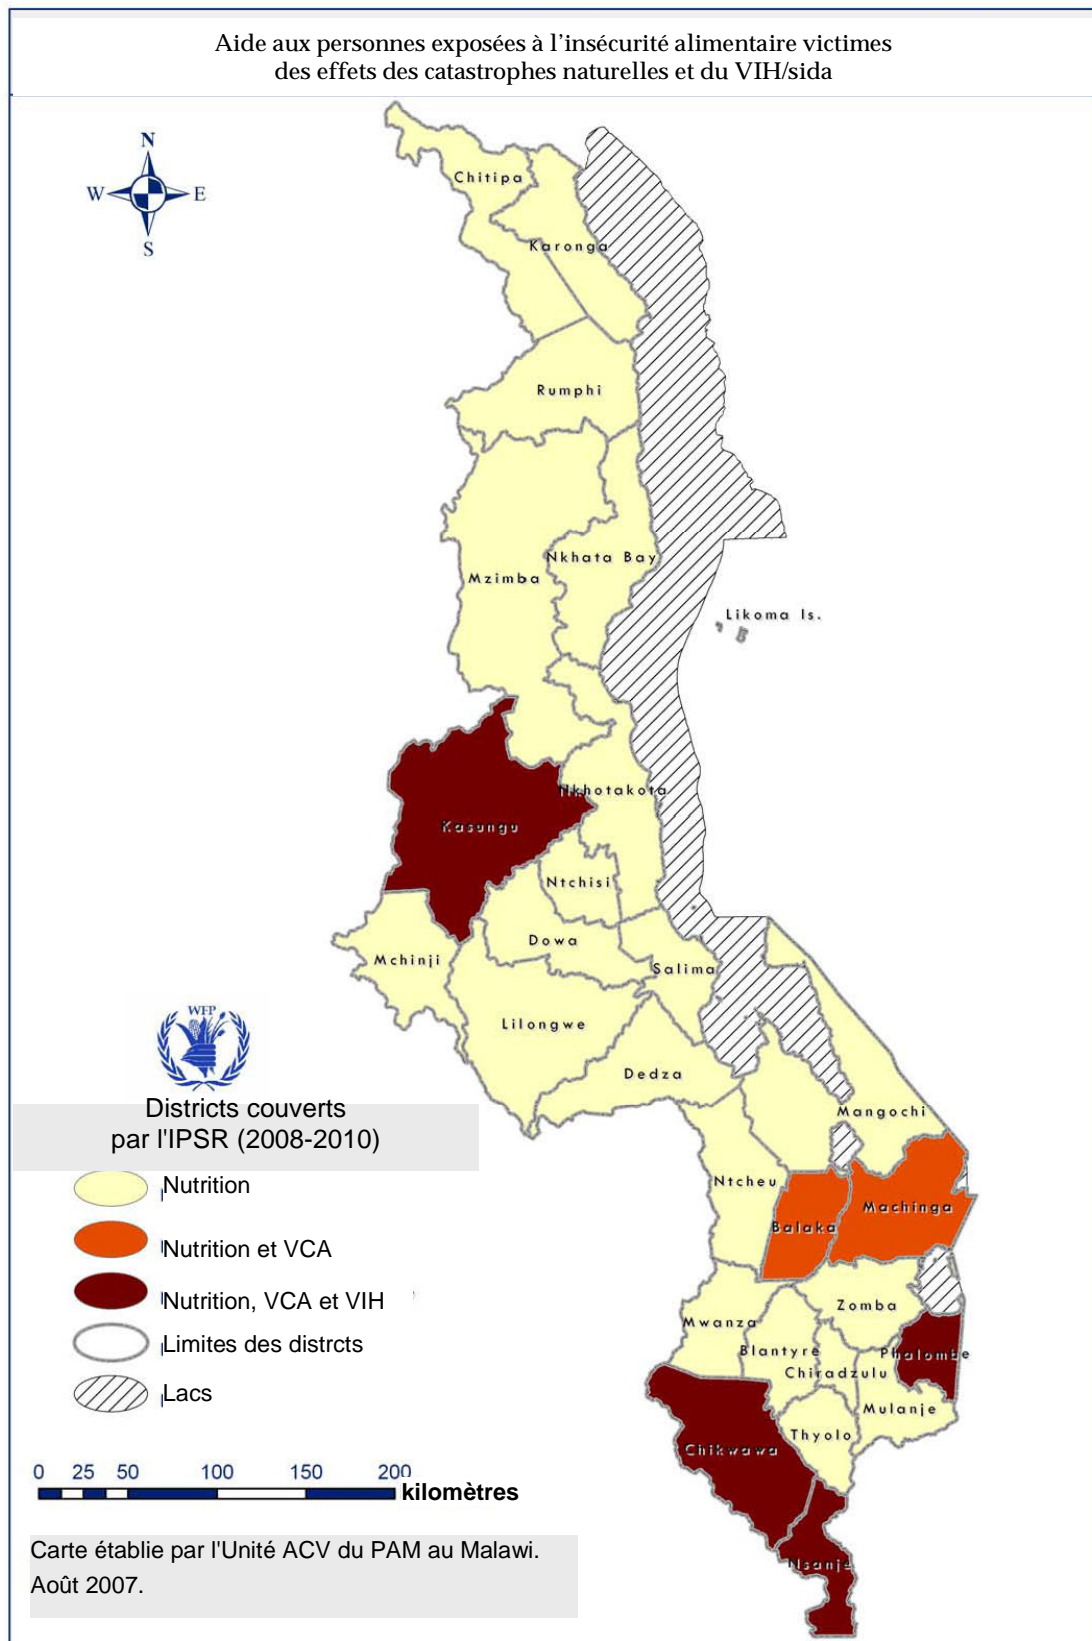 Aide aux personnes exposées à l’insécurité alimentaire victimes
des effets des catastrophes naturelles et du VIH/sida
N
W E
S
Chitipa
Karonga
Rumphi
Nkhata Bay
Mzimba
Likoma Is.
Nkhotakota
Kasungu
Ntchisi
Dowa
Mchinji
Salima
Lilongwe
Dedza
Mangochi
Ntcheu
Machinga
Balaka
Zomba
Mwanza
Blantyre
Phalombe
Chiradzulu
Mulanje
Thyolo
Chikwawa
Nsanje
WFP
Districts couverts
par l'IPSR (2008-2010)
Nutrition
Nutrition et VCA
Nutrition, VCA et VIH
Limites des distrcts
Lacs
0 25 50 100 150 200
kilomètres
Carte établie par l'Unité ACV du PAM au Malawi.
Août 2007.